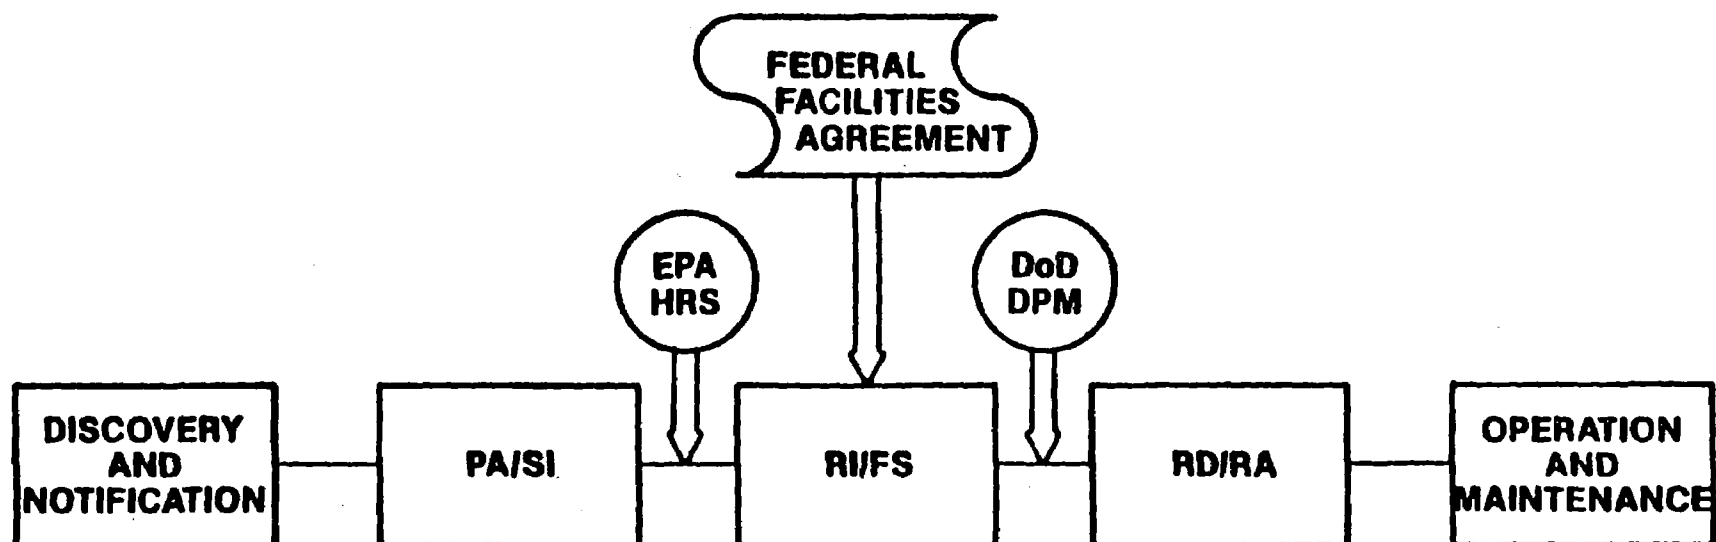 FEDERAL
FACILITIES
AGREEMENT
EPA
HRS
DoD
DPM
DISCOVERY
AND
NOTIFICATION
PA/SI
RI/FS
RD/RA
OPERATION
AND
MAINTENANCE